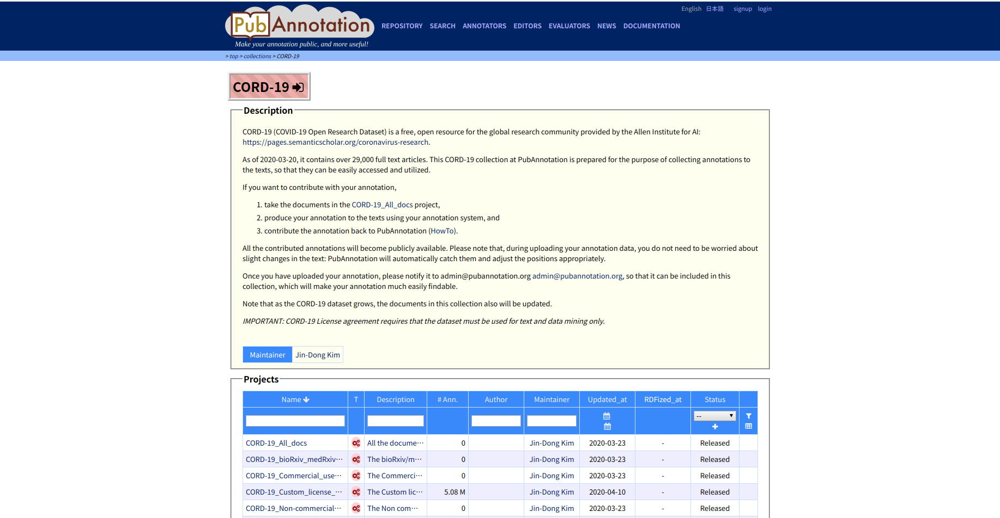 English 日本語 signup login
PubAnnotation
REPOSITORY SEARCH ANNOTATORS EDITORS EVALUATORS NEWS DOCUMENTATION
Make your annotation public, and more useful!
> top > collections > CORD-19
CORD-19
Description
CORD-19 (COVID-19 Open Research Dataset) is a free, open resource for the global research community provided by the Allen Institute for AI:
https://pages.semanticscholar.org/coronavirus-research.
As of 2020-03-20, it contains over 29,000 full text articles. This CORD-19 collection at PubAnnotation is prepared for the purpose of collecting annotations to
the texts, so that they can be easily accessed and utilized.
If you want to contribute with your annotation,
1. take the documents in the CORD-19_All_docs project,
2. produce your annotation to the texts using your annotation system, and
3. contribute the annotation back to PubAnnotation (HowTo).
All the contributed annotations will become publicly available. Please note that, during uploading your annotation data, you do not need to be worried about
slight changes in the text: PubAnnotation will automatically catch them and adjust the positions appropriately.
Once you have uploaded your annotation, please notify it to admin@pubannotation.org admin@pubannotation.org, so that it can be included in this
collection, which will make your annotation much easily findable.
Note that as the CORD-19 dataset grows, the documents in this collection also will be updated.
IMPORTANT: CORD-19 License agreement requires that the dataset must be used for text and data mining only.
Maintainer Jin-Dong Kim
Projects
Name T Description # Ann. Author Maintainer Updated_at RDFized_at Status
--
CORD-19_All_docs All the docume··· 0 Jin-Dong Kim 2020-03-23 - Released
CORD-19_bioRxiv_medRxiv··· The bioRxiv/m··· 0 Jin-Dong Kim 2020-03-23 - Released
CORD-19_Commercial_use··· The Commerci··· 0 Jin-Dong Kim 2020-03-23 - Released
CORD-19_Custom_license_··· The Custom lic··· 5.08 M Jin-Dong Kim 2020-04-10 - Released
CORD-19_Non-commercial··· The Non com··· 0 Jin-Dong Kim 2020-03-23 - Released